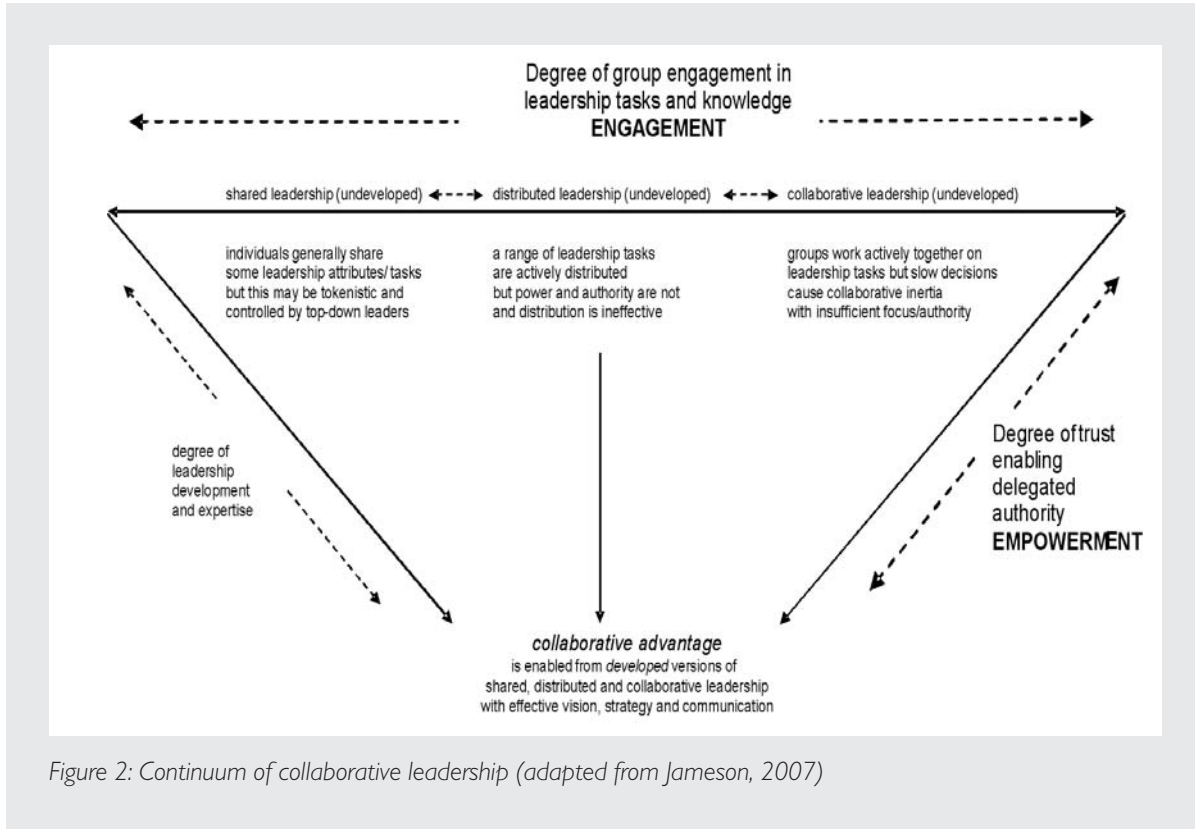 Degree of group engagement in
leadership tasks and knowledge
ENGAGEMENT
shared leadership (undeveloped)
distributed leadership (undeveloped)
collaborative leadership (undeveloped)
individuals generally share
some leadership attributes/ tasks
but this may be tokenistic and
controlled by top-down leaders
a range of leadership tasks
are actively distributed
but power and authority are not
and distribution is ineffective
groups work actively together on
leadership tasks but slow decisions
cause collaborative inertia
with insufficient focus/authority
degree of
leadership
development
and expertise
Degree of trust
enabling
delegated
authority
EMPOWERMENT
collaborative advantage
is enabled from developed versions of
shared, distributed and collaborative leadership
with effective vision, strategy and communication
Figure 2: Continuum of collaborative leadership (adapted from Jameson, 2007)